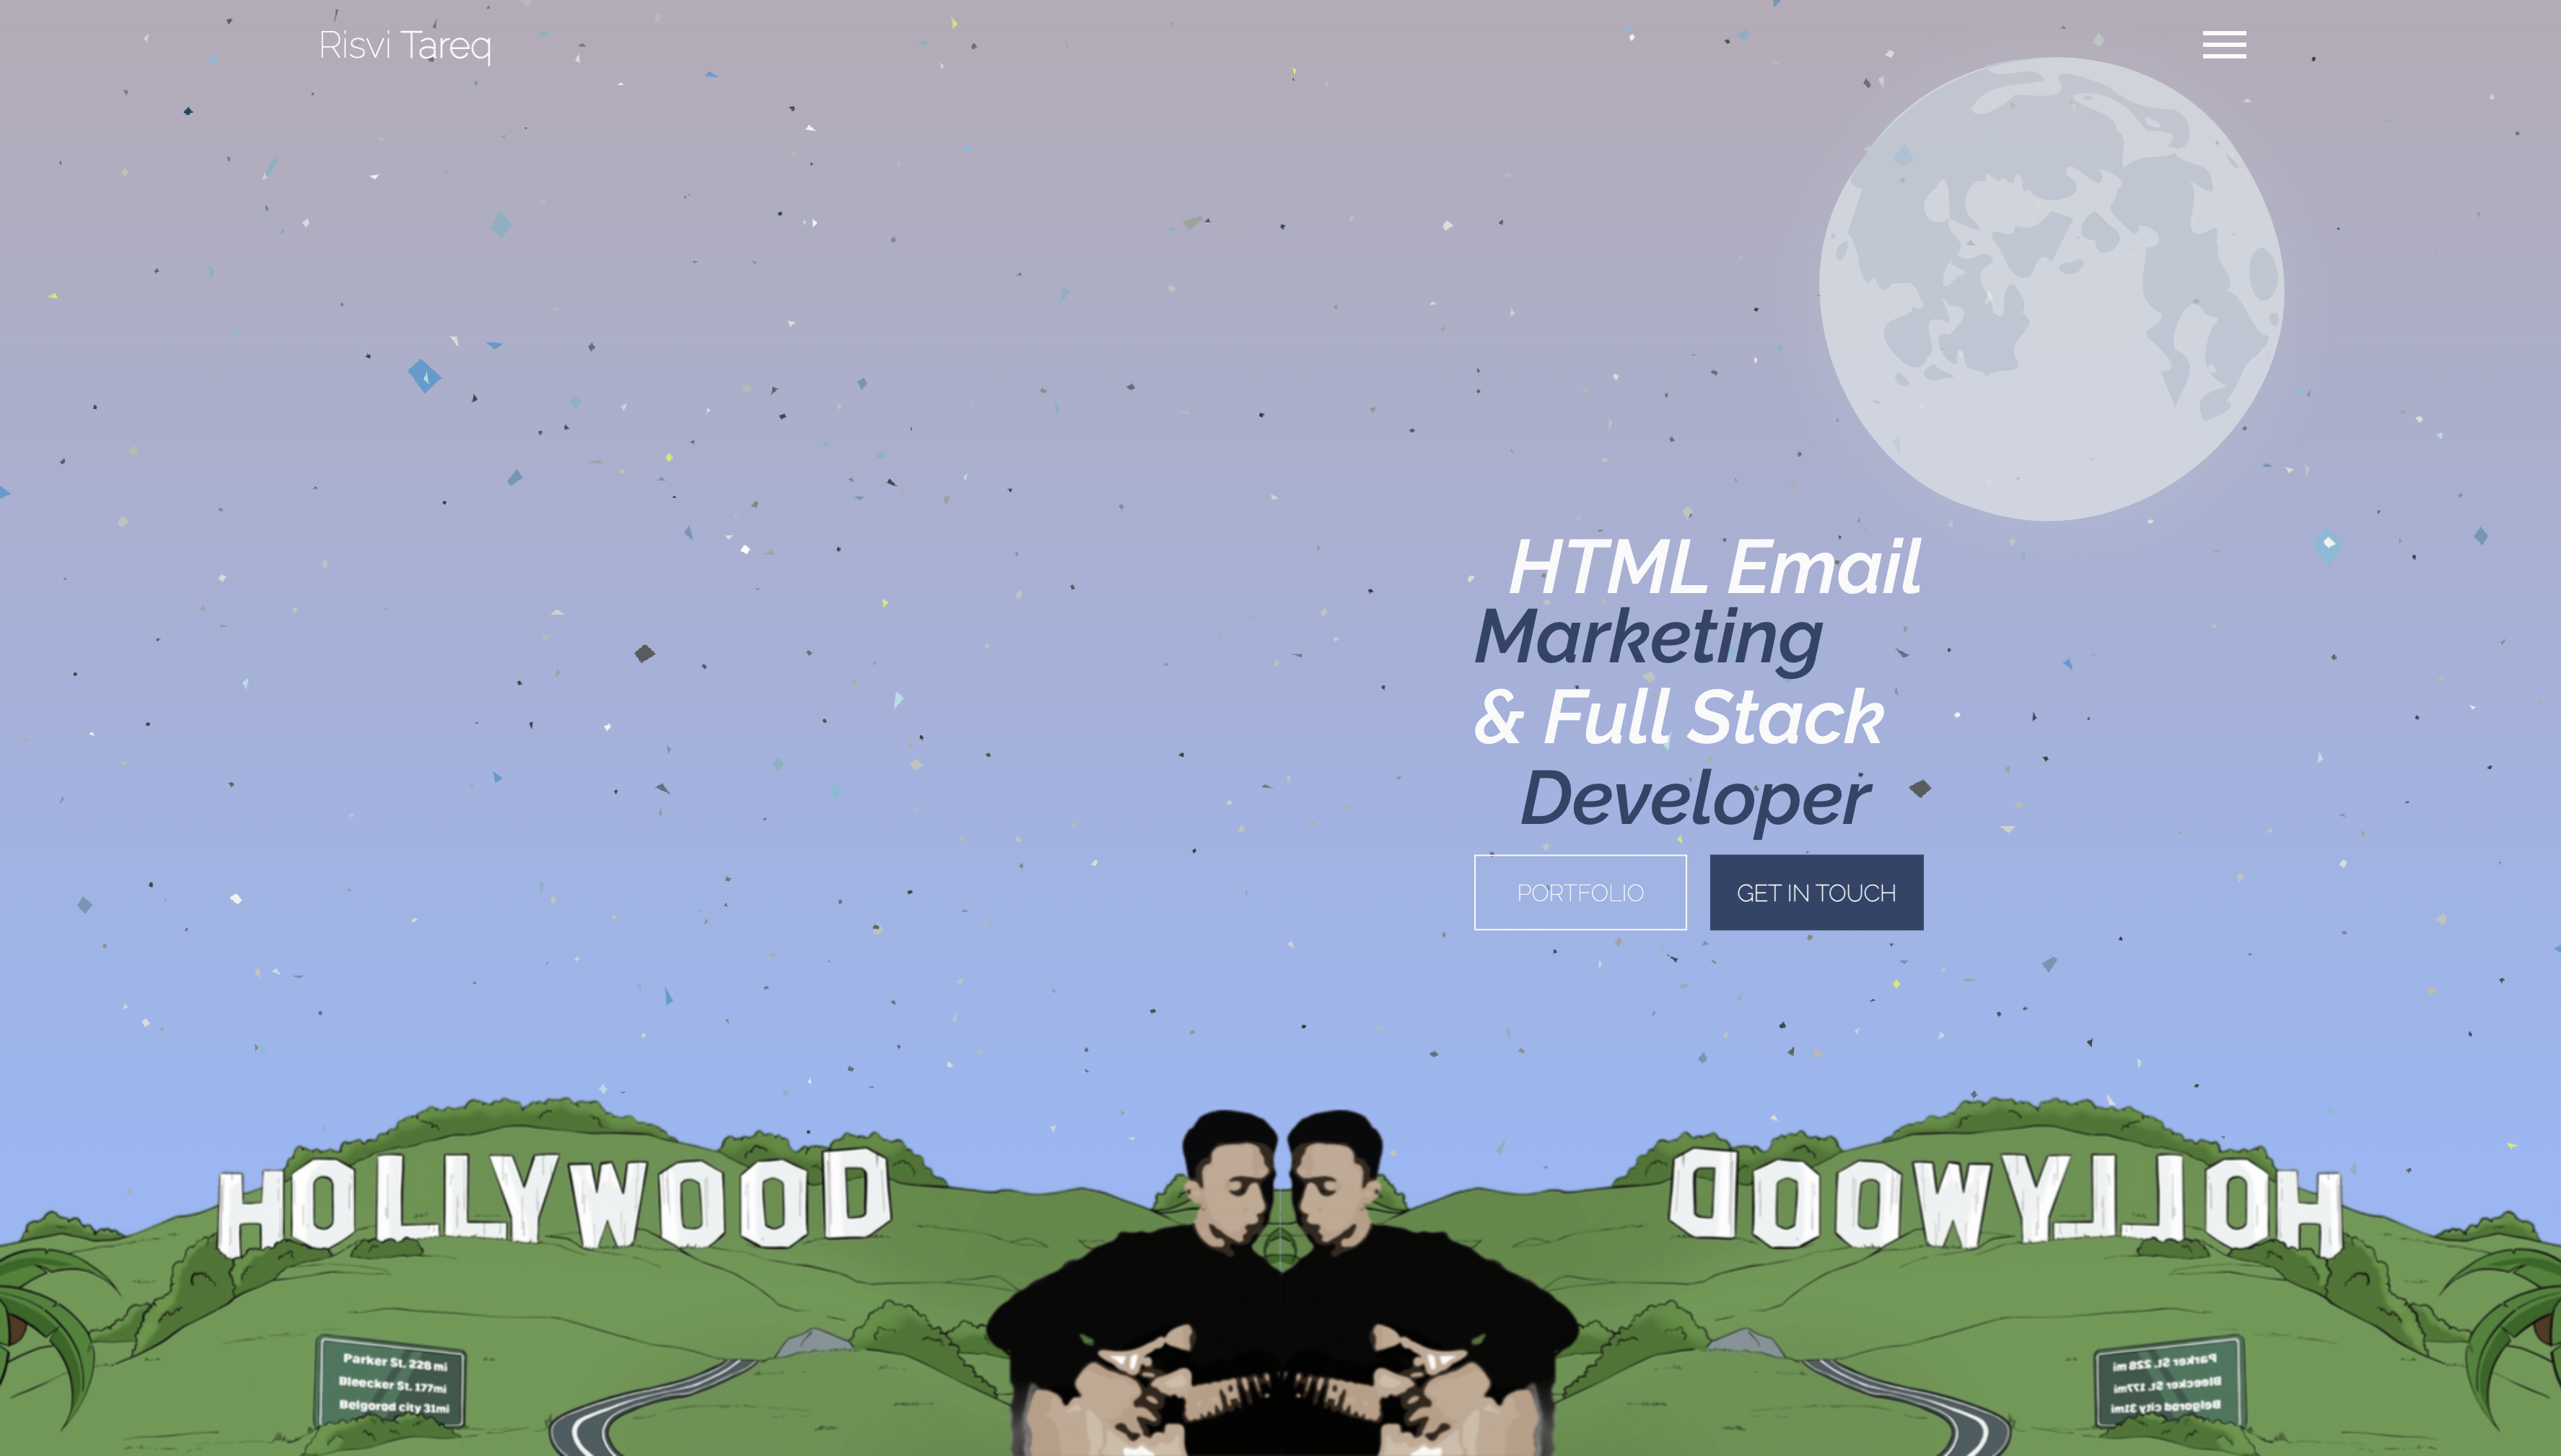 Risvi Tareq
HTML Email
Marketing
& Full Stack
Developer
PORTFOLIO
GET IN TOUCH
HOLLYWOOD
HOLLYWOOD
Parker St. 228 mi
Bleecker St. 177mi
Belgorod city 31mi
Parker St. 228 mi
Bleecker St. 177mi
Belgorod city 31mi